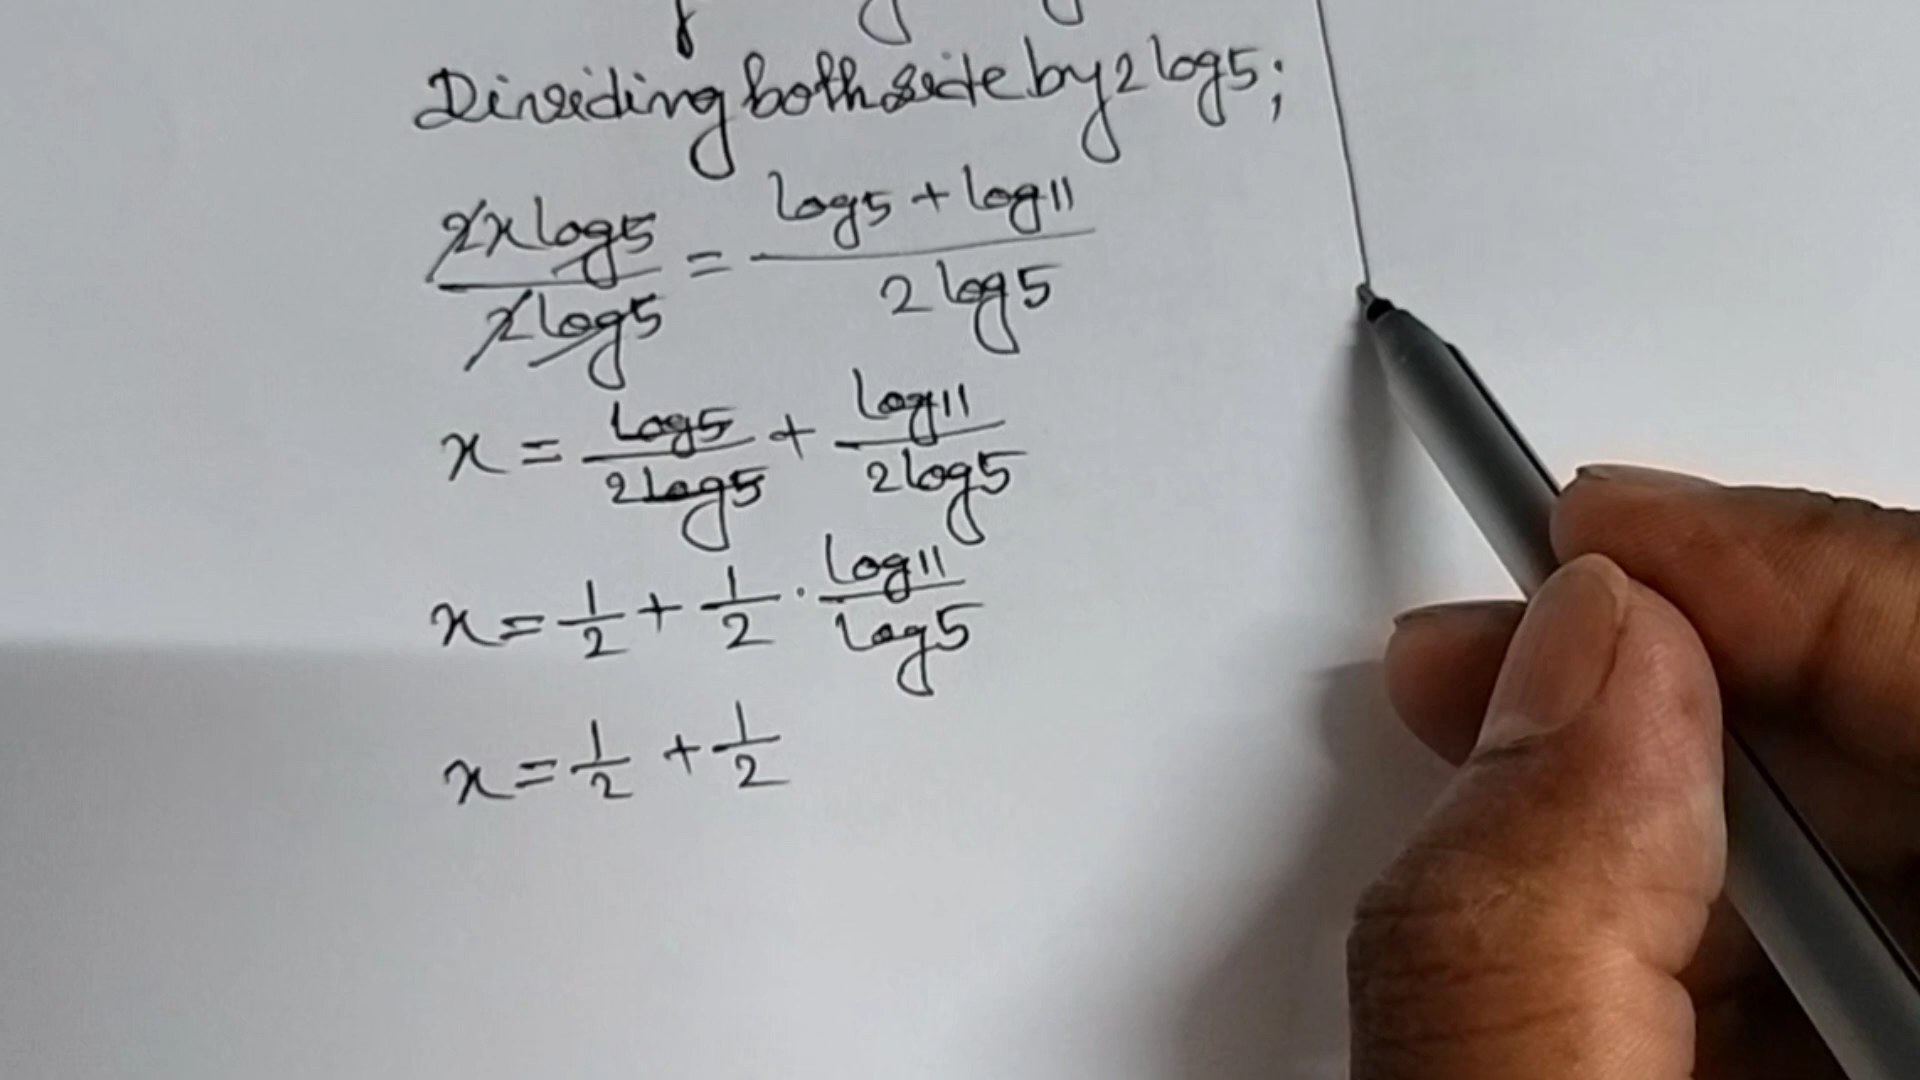 Dividing both side by 2 log5;
2x log5 / 2 log5 = log5 + log11 / 2 log5
x = log5 / 2 log5 + log11 / 2 log5
x = 1/2 + 1/2 · log11 / log5
x = 1/2 + 1/2